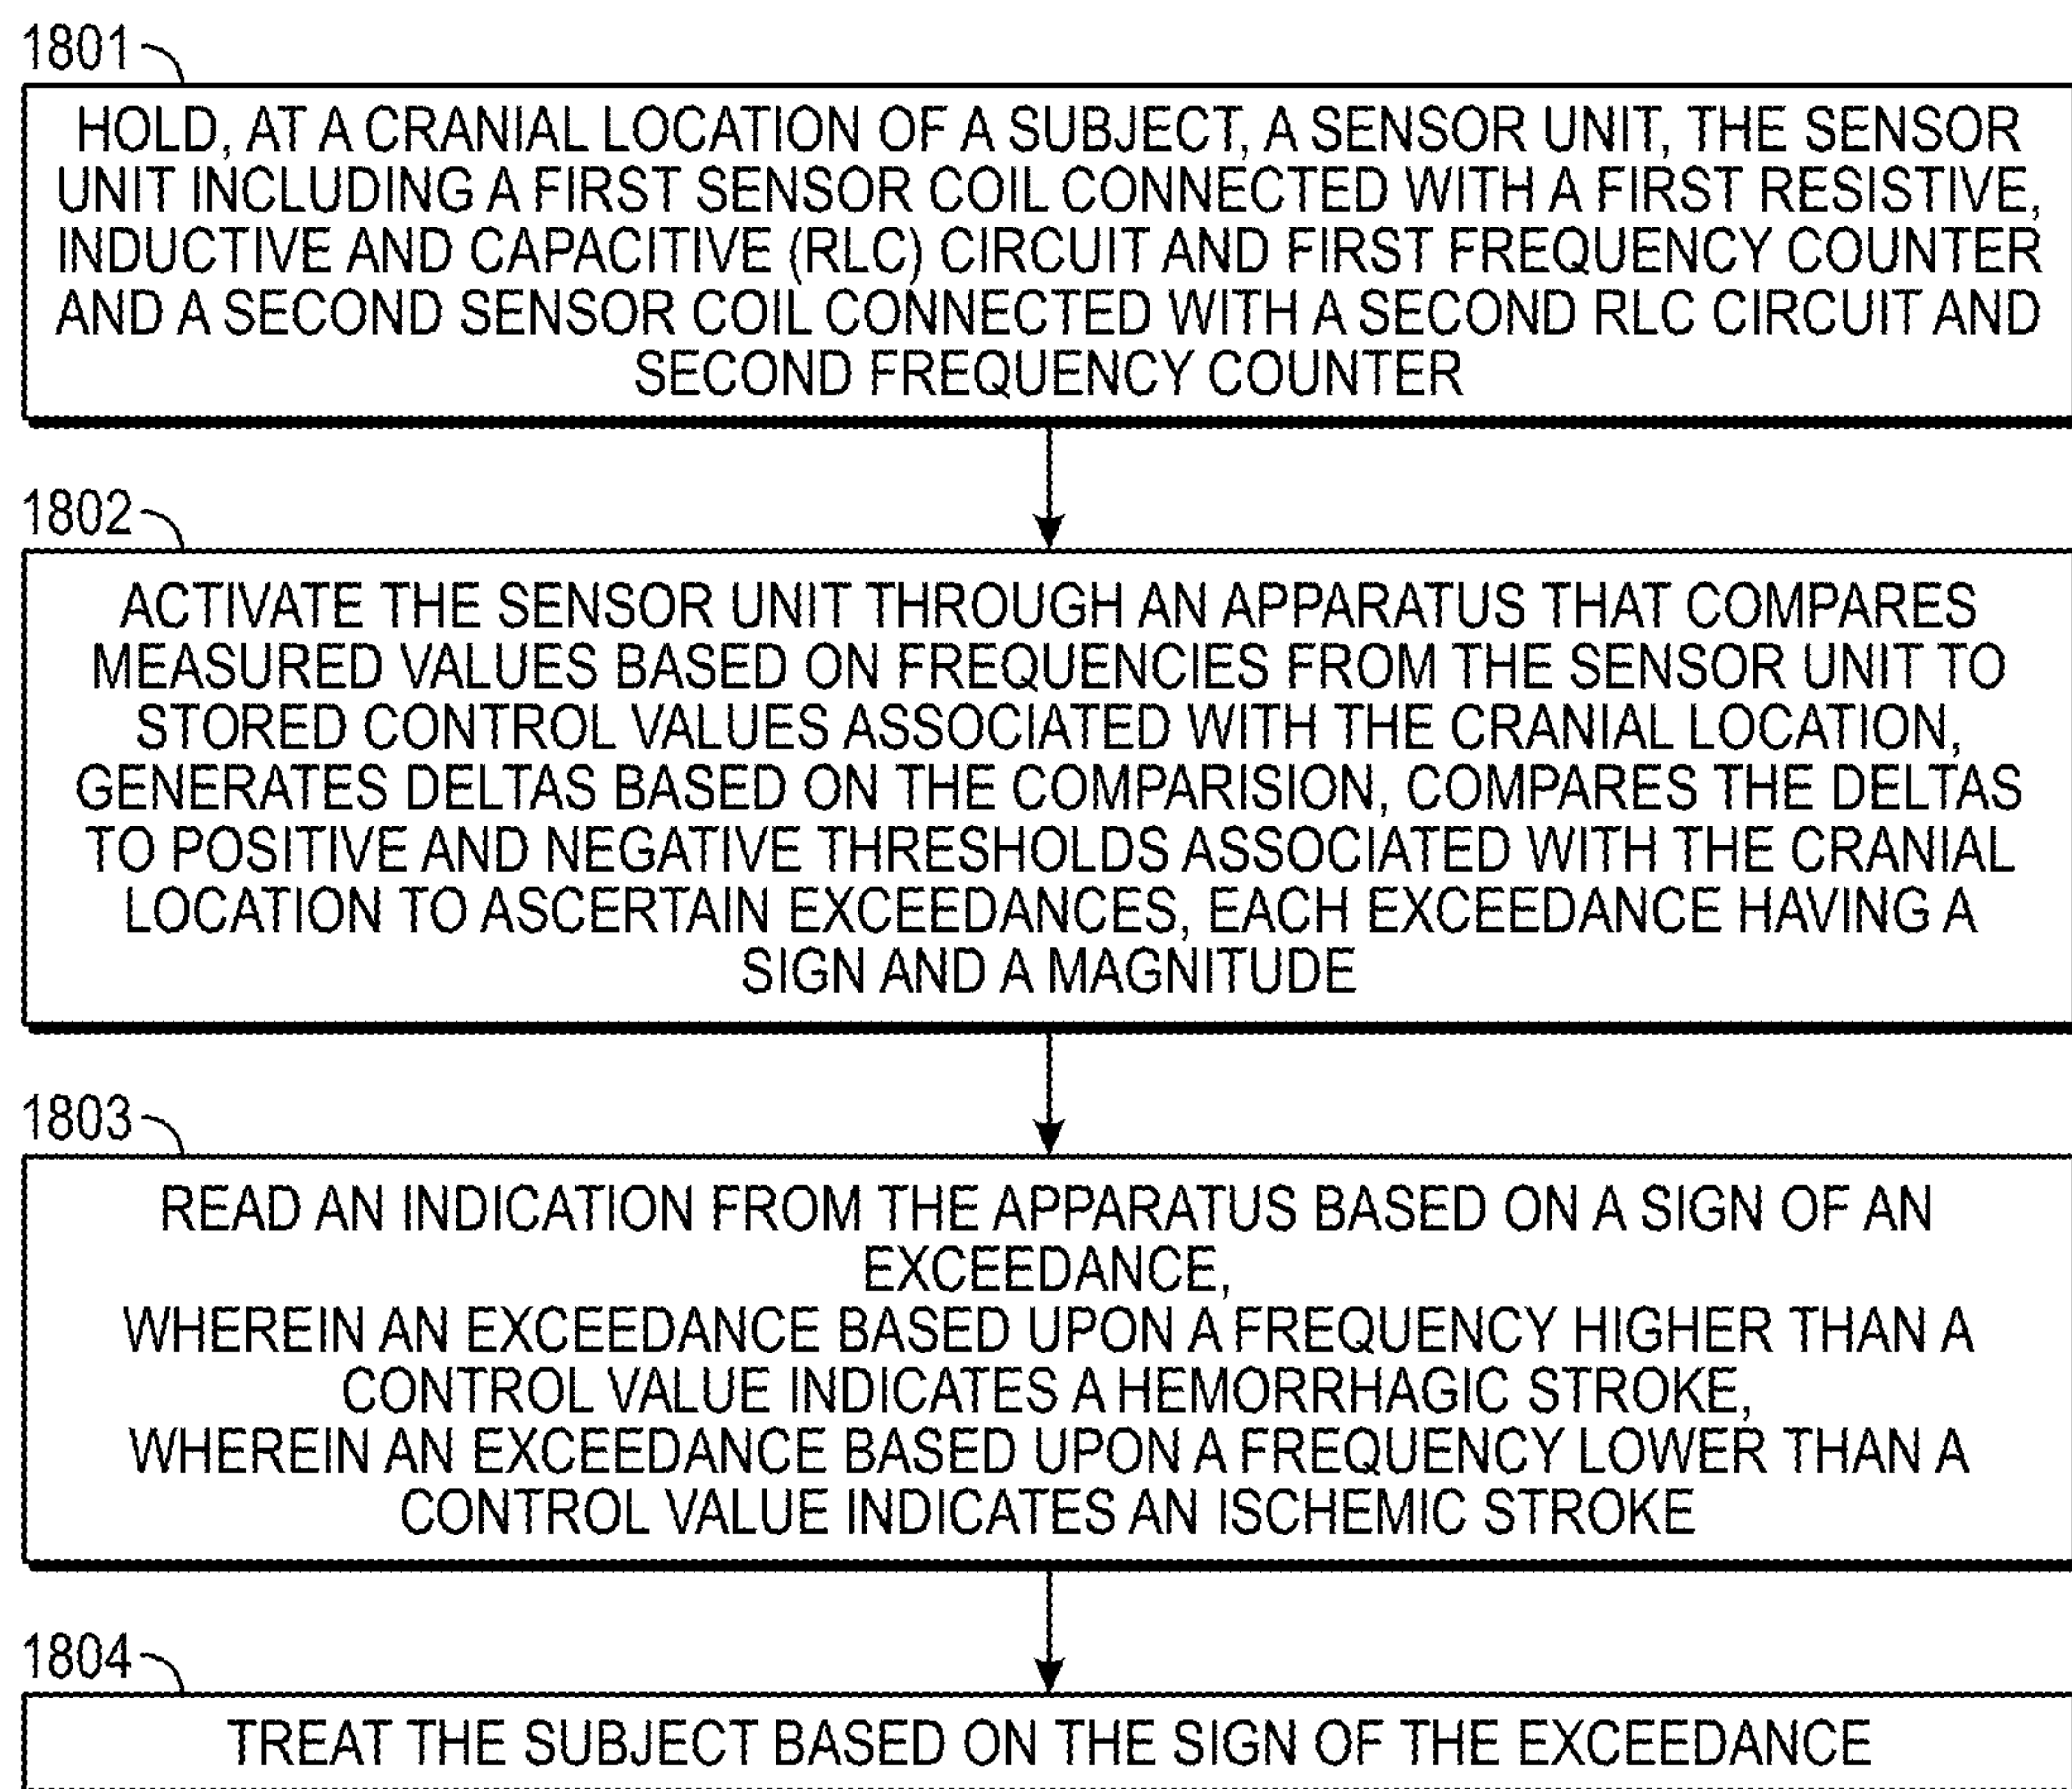 1801
HOLD, AT A CRANIAL LOCATION OF A SUBJECT, A SENSOR UNIT, THE SENSOR
UNIT INCLUDING A FIRST SENSOR COIL CONNECTED WITH A FIRST RESISTIVE,
INDUCTIVE AND CAPACITIVE (RLC) CIRCUIT AND FIRST FREQUENCY COUNTER
AND A SECOND SENSOR COIL CONNECTED WITH A SECOND RLC CIRCUIT AND
SECOND FREQUENCY COUNTER
1802
ACTIVATE THE SENSOR UNIT THROUGH AN APPARATUS THAT COMPARES
MEASURED VALUES BASED ON FREQUENCIES FROM THE SENSOR UNIT TO
STORED CONTROL VALUES ASSOCIATED WITH THE CRANIAL LOCATION,
GENERATES DELTAS BASED ON THE COMPARISION, COMPARES THE DELTAS
TO POSITIVE AND NEGATIVE THRESHOLDS ASSOCIATED WITH THE CRANIAL
LOCATION TO ASCERTAIN EXCEEDANCES, EACH EXCEEDANCE HAVING A
SIGN AND A MAGNITUDE
1803
READ AN INDICATION FROM THE APPARATUS BASED ON A SIGN OF AN
EXCEEDANCE,
WHEREIN AN EXCEEDANCE BASED UPON A FREQUENCY HIGHER THAN A
CONTROL VALUE INDICATES A HEMORRHAGIC STROKE,
WHEREIN AN EXCEEDANCE BASED UPON A FREQUENCY LOWER THAN A
CONTROL VALUE INDICATES AN ISCHEMIC STROKE
1804
TREAT THE SUBJECT BASED ON THE SIGN OF THE EXCEEDANCE